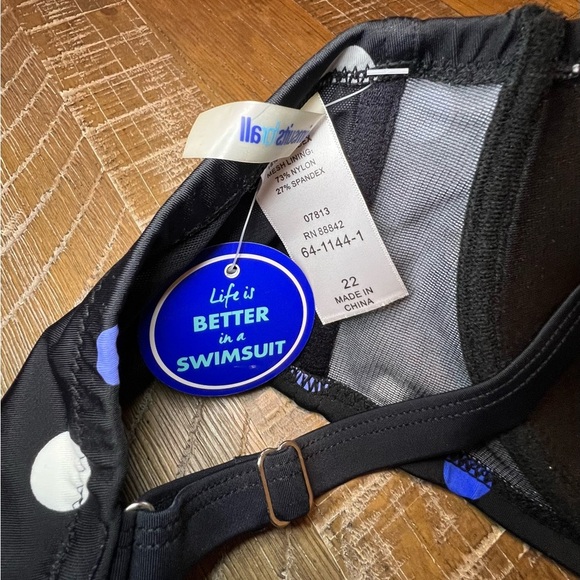 MESH LINING:
73% NYLON
27% SPANDEX
07813
RN 88842
64-1144-1
22
MADE IN
CHINA
Life is
BETTER
in a
SWIMSUIT